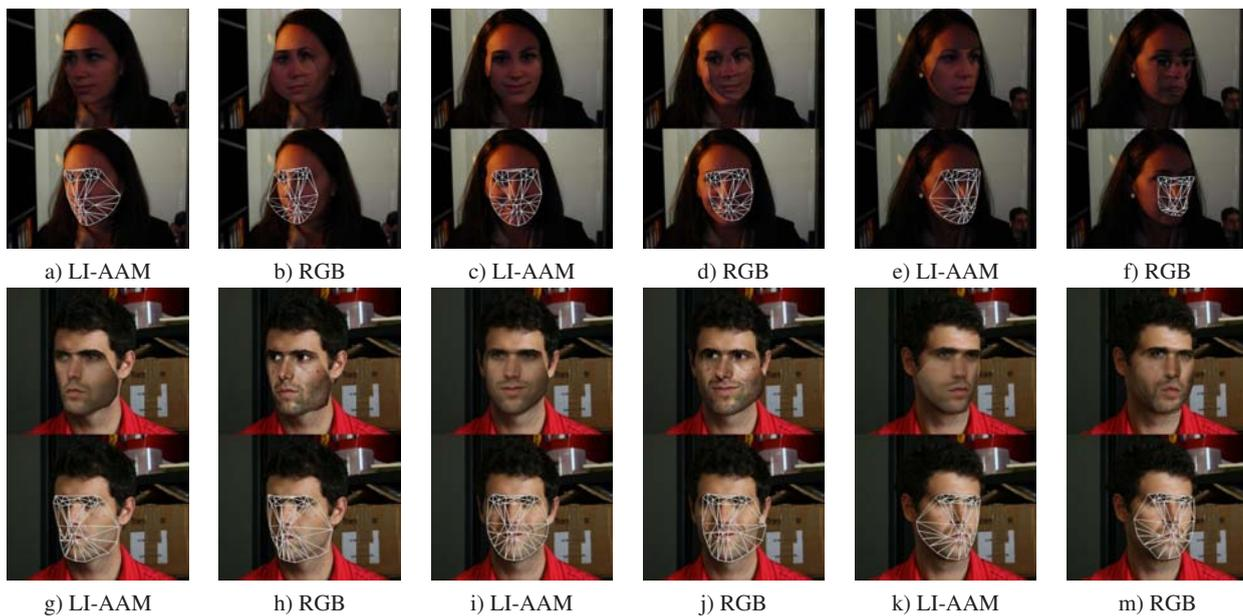 a) LI-AAM b) RGB c) LI-AAM d) RGB e) LI-AAM f) RGB
g) LI-AAM h) RGB i) LI-AAM j) RGB k) LI-AAM m) RGB